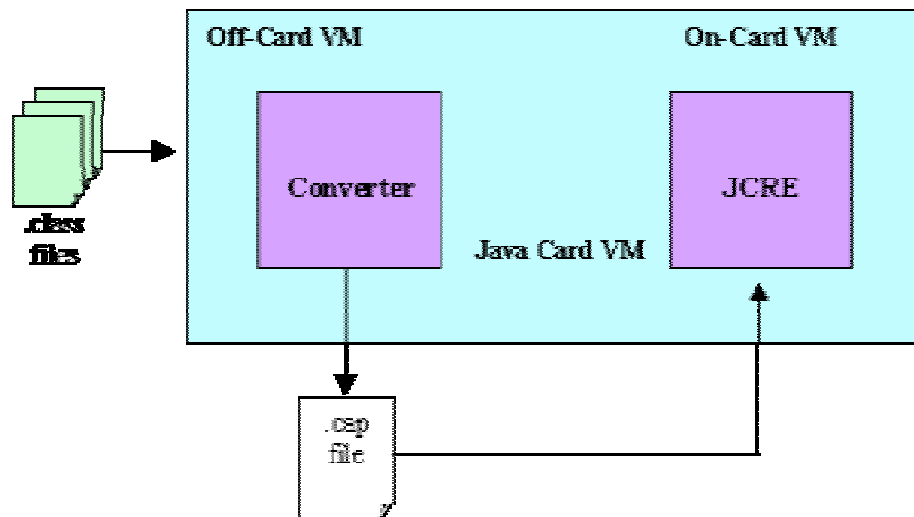 Off-Card VM
On-Card VM
Converter
JCRE
.class
files
Java Card VM
.cap
file